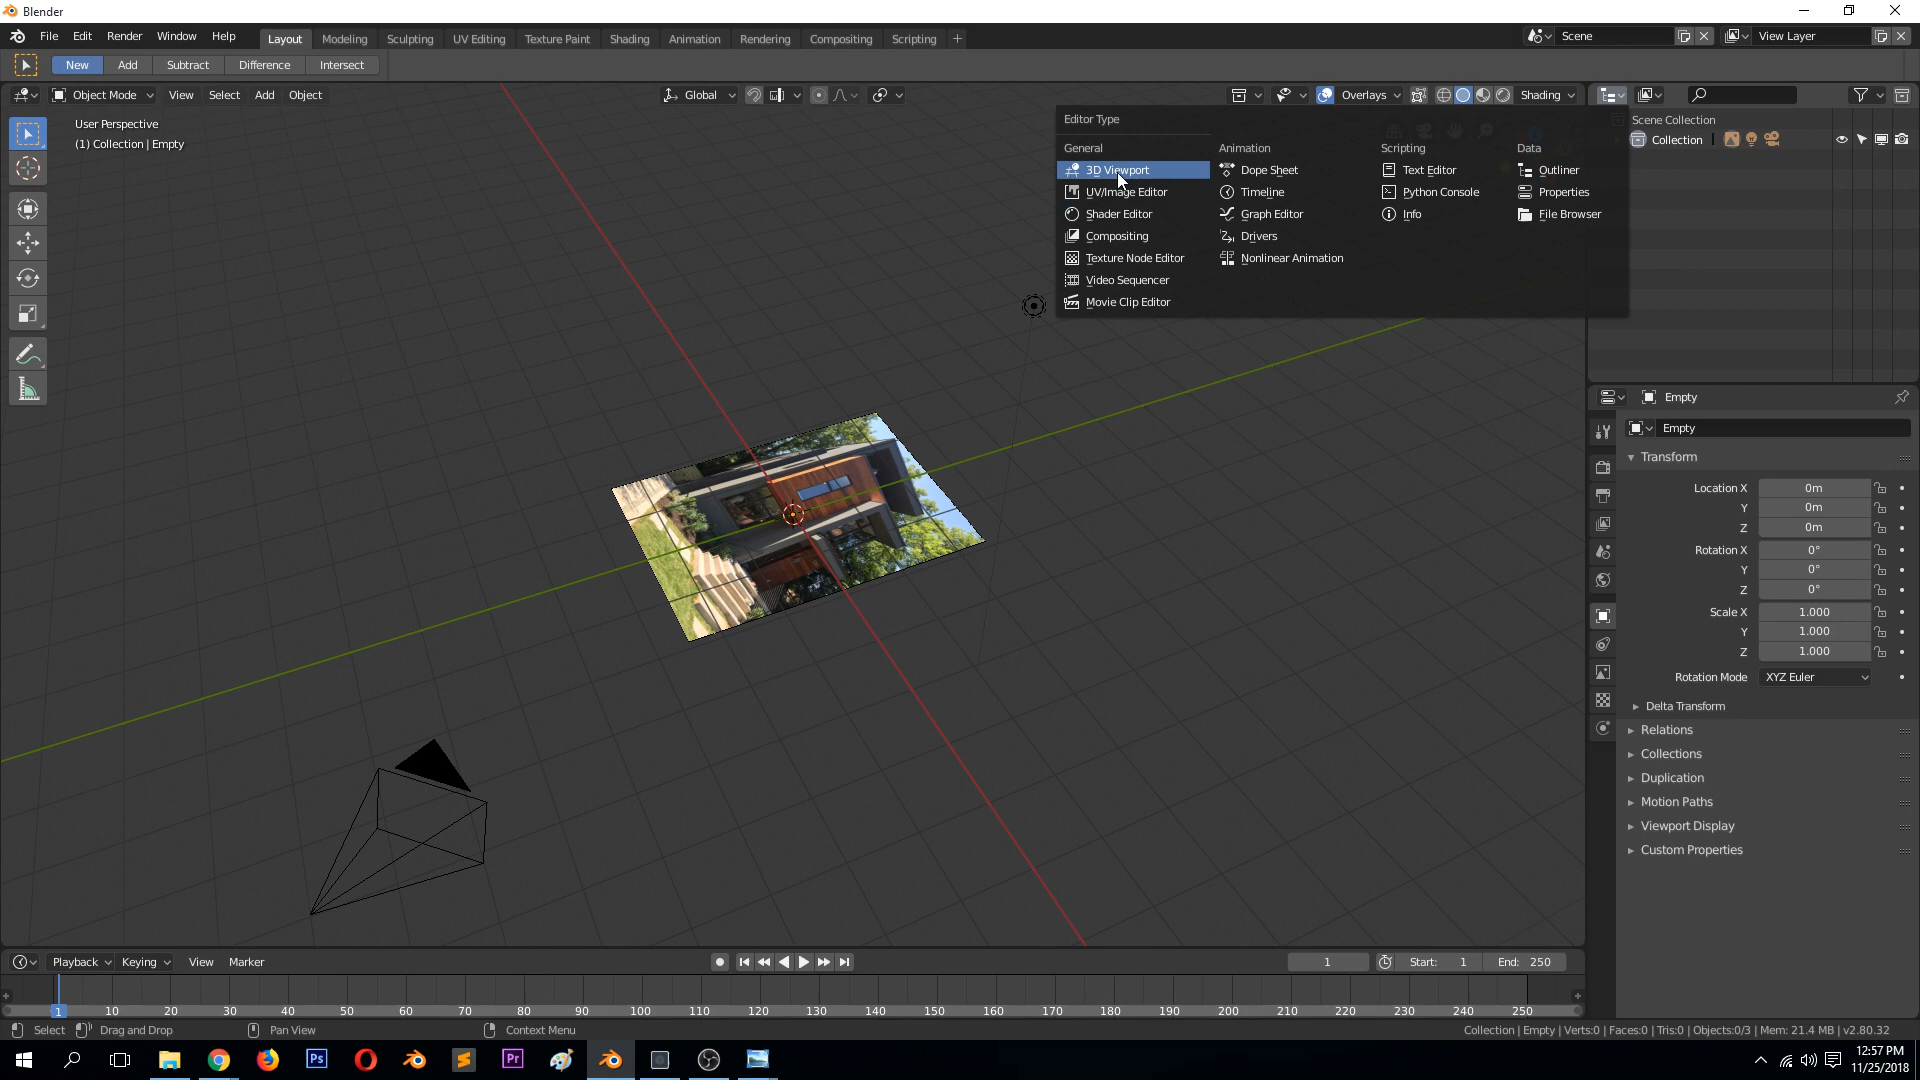 Blender
File Edit Render Window Help Layout Modeling Sculpting UV Editing Texture Paint Shading Animation Rendering Compositing Scripting + Scene View Layer
New Add Subtract Difference Intersect
Object Mode View Select Add Object Global Overlays Shading
User Perspective
(1) Collection | Empty
Editor Type
General
3D Viewport
UV/Image Editor
Shader Editor
Compositing
Texture Node Editor
Video Sequencer
Movie Clip Editor
Animation
Dope Sheet
Timeline
Graph Editor
Drivers
Nonlinear Animation
Scripting
Text Editor
Python Console
Info
Data
Outliner
Properties
File Browser
Scene Collection
Collection
Empty
Empty
Transform
Location X 0m
Y 0m
Z 0m
Rotation X 0°
Y 0°
Z 0°
Scale X 1.000
Y 1.000
Z 1.000
Rotation Mode XYZ Euler
Delta Transform
Relations
Collections
Duplication
Motion Paths
Viewport Display
Custom Properties
Playback Keying View Marker 1 Start: 1 End: 250
1 10 20 30 40 50 60 70 80 90 100 110 120 130 140 150 160 170 180 190 200 210 220 230 240 250
Select Drag and Drop Pan View Context Menu Collection | Empty | Verts:0 | Faces:0 | Tris:0 | Objects:0/3 | Mem: 21.4 MB | v2.80.32
Ps Pr
12:57 PM
11/25/2018